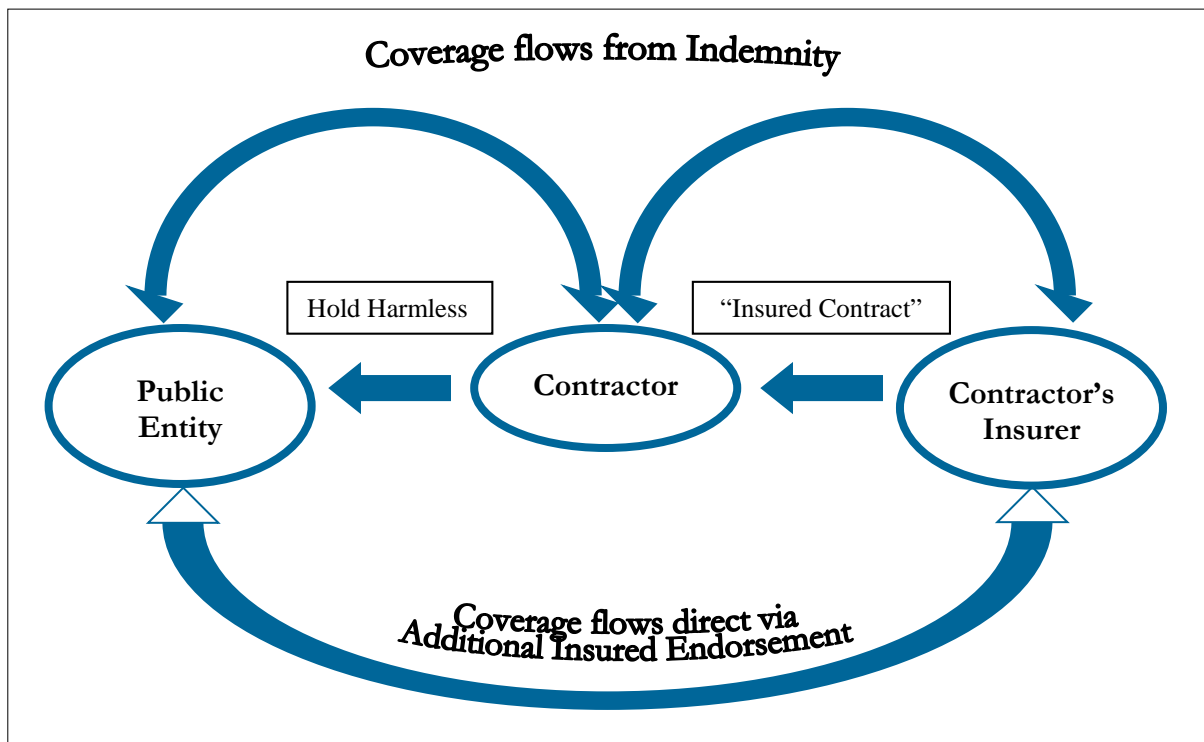 Coverage flows from Indemnity
Hold Harmless
“Insured Contract”
Public
Entity
Contractor
Contractor’s
Insurer
Coverage flows direct via
Additional Insured Endorsement